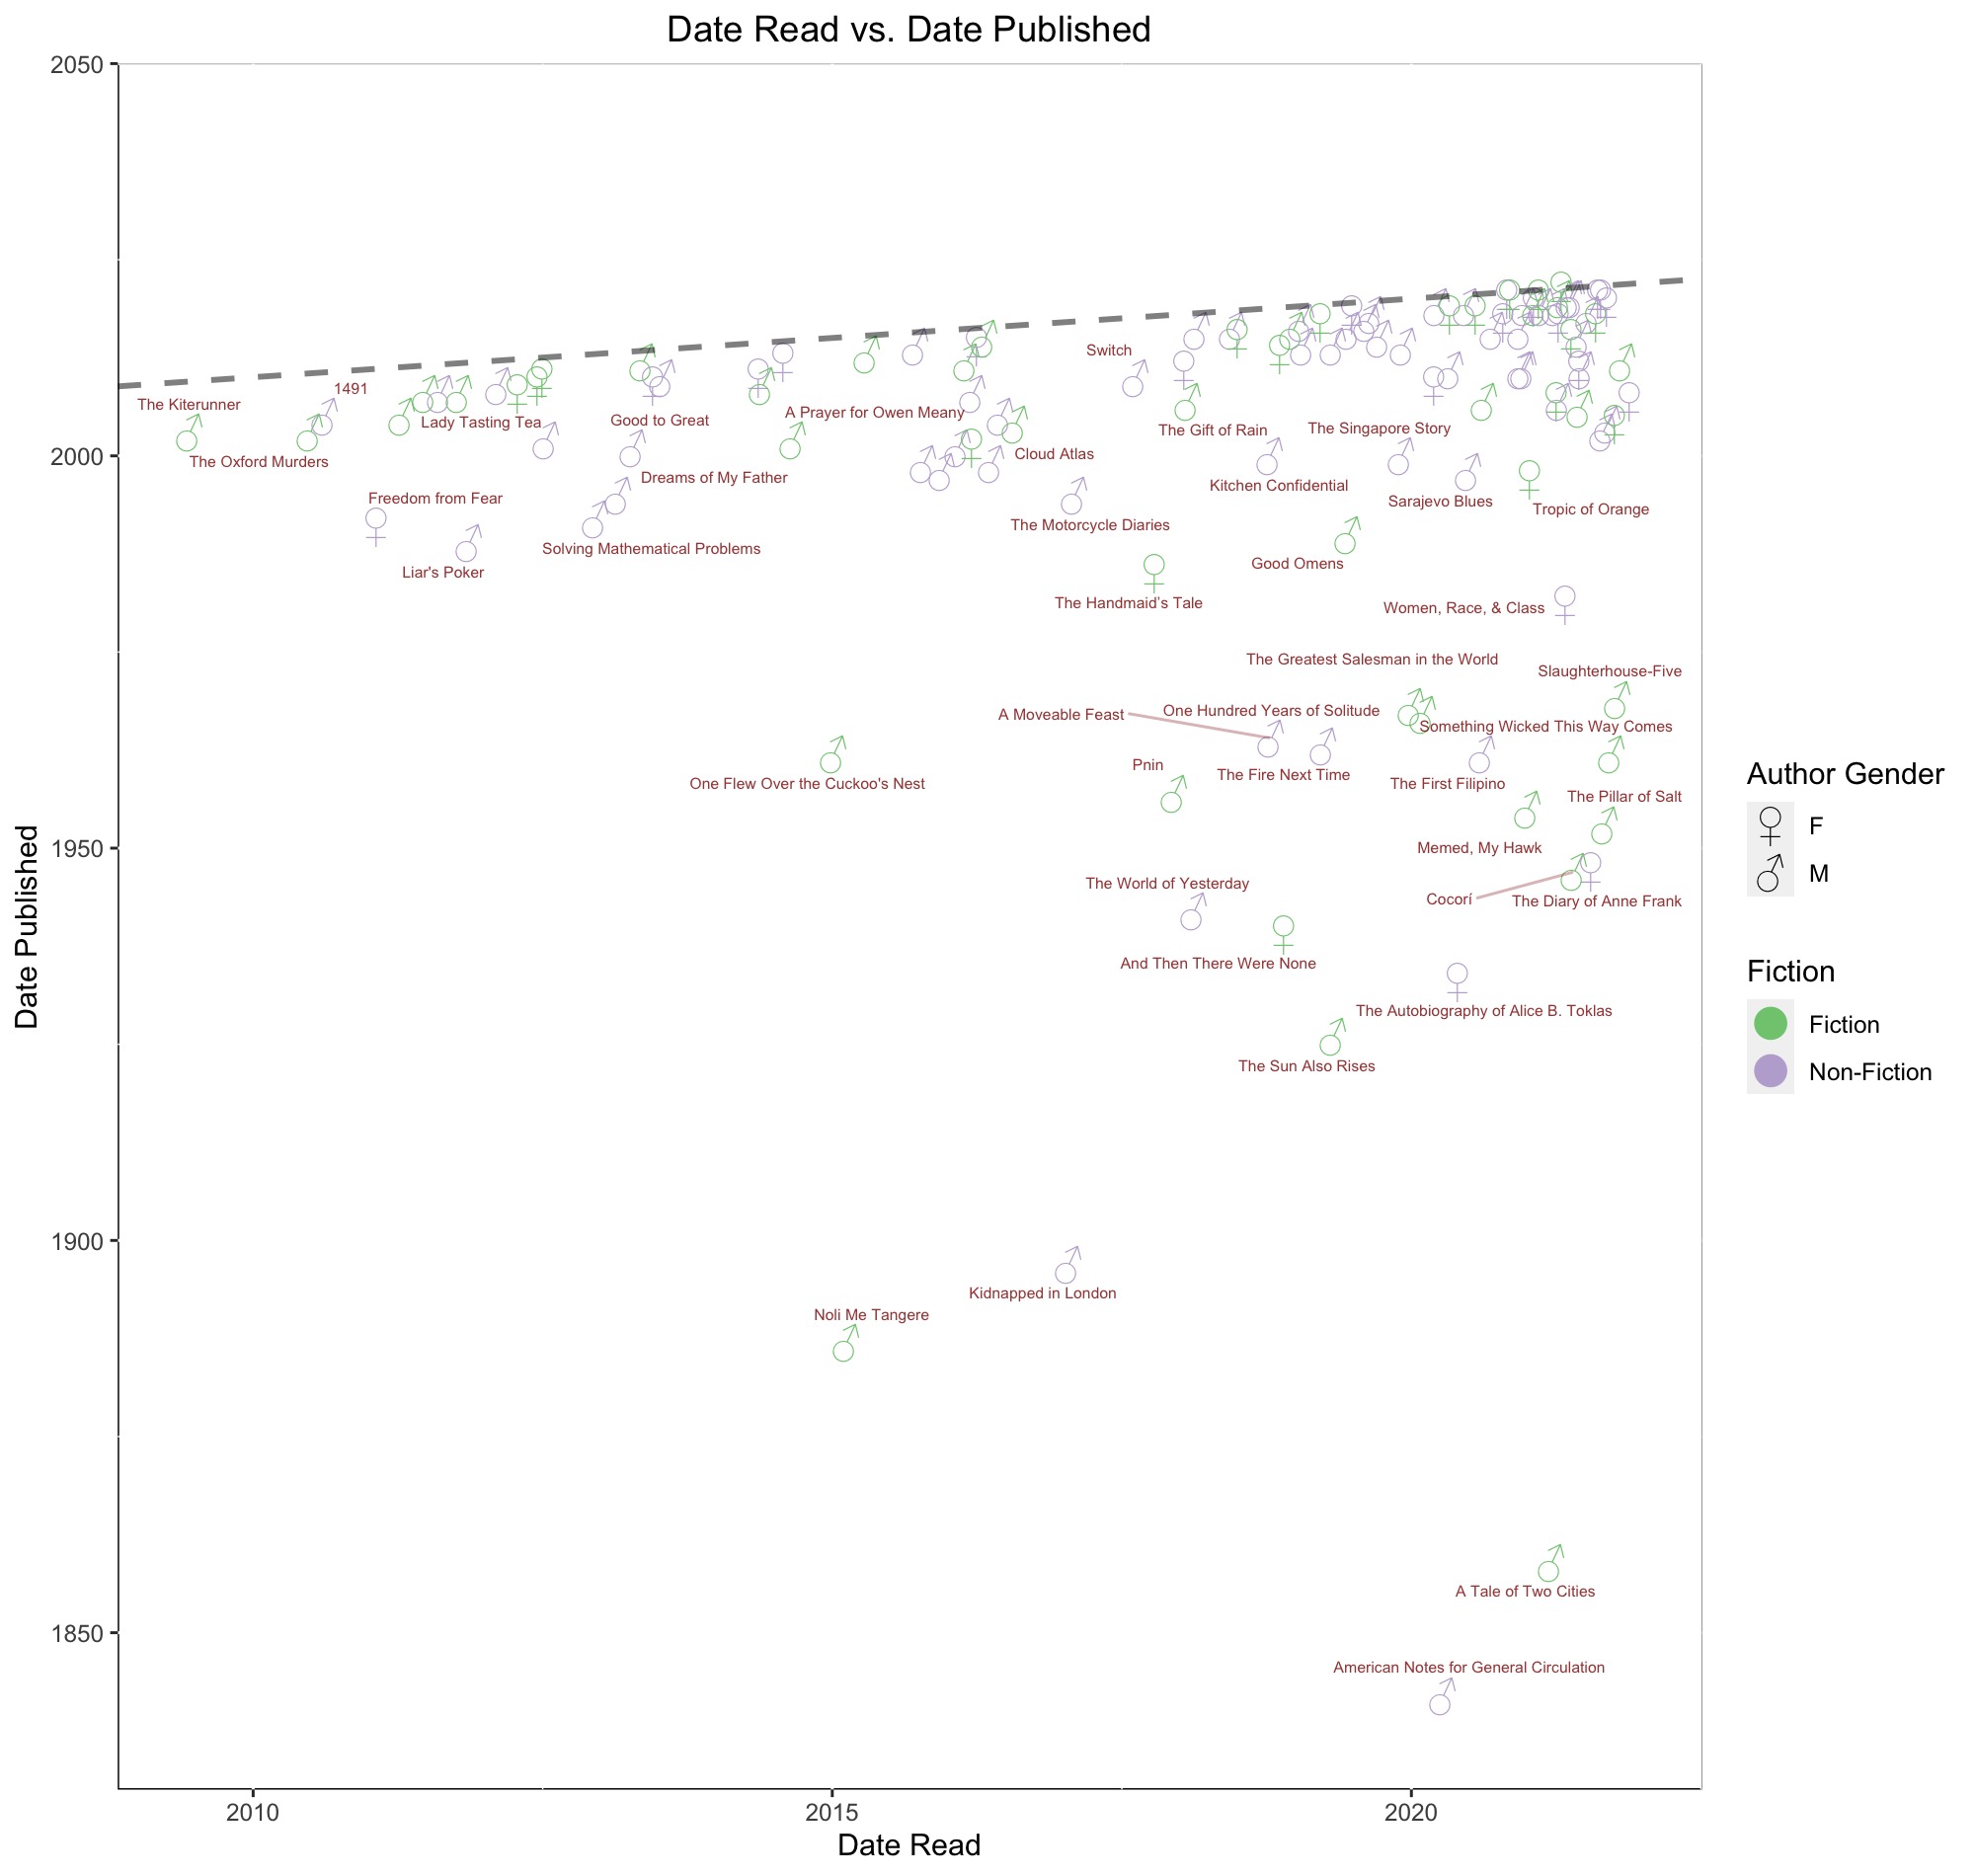 Date Read vs. Date Published
2050
2000
1950
1900
1850
Date Published
2010
2015
2020
Date Read
The Kiterunner
1491
The Oxford Murders
Lady Tasting Tea
Freedom from Fear
Liar's Poker
Good to Great
Dreams of My Father
Solving Mathematical Problems
A Prayer for Owen Meany
Cloud Atlas
Switch
The Motorcycle Diaries
The Gift of Rain
Kitchen Confidential
The Singapore Story
Sarajevo Blues
Tropic of Orange
Good Omens
The Handmaid's Tale
Women, Race, & Class
The Greatest Salesman in the World
Slaughterhouse-Five
A Moveable Feast
One Hundred Years of Solitude
Something Wicked This Way Comes
One Flew Over the Cuckoo's Nest
Pnin
The Fire Next Time
The First Filipino
The Pillar of Salt
Memed, My Hawk
The World of Yesterday
Cocorí
The Diary of Anne Frank
And Then There Were None
The Autobiography of Alice B. Toklas
The Sun Also Rises
Kidnapped in London
Noli Me Tangere
A Tale of Two Cities
American Notes for General Circulation
Author Gender
F
M
Fiction
Fiction
Non-Fiction